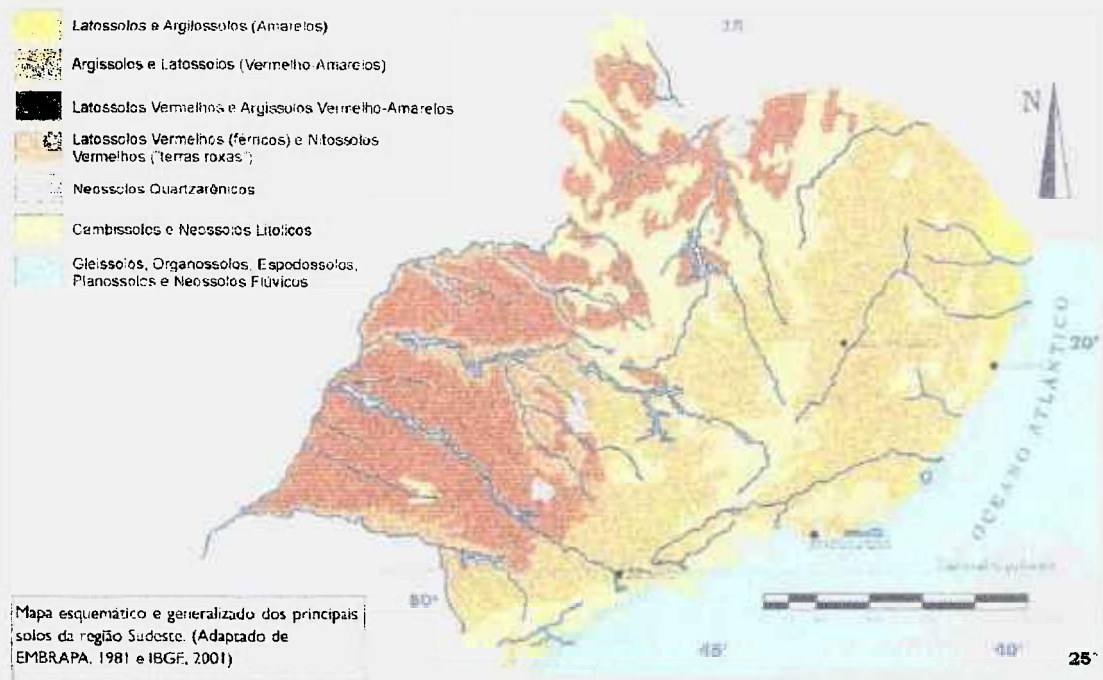 Latossolos e Argilossolos (Amarelos)
Argissolos e Latossolos (Vermelho-Amarelos)
Latossolos Vermelhos e Argissolos Vermelho-Amarelos
Latossolos Vermelhos (férricos) e Nitossolos
Vermelhos ("terras roxas")
Neossolos Quartzarênicos
Cambissolos e Neossolos Litólicos
Gleissolos, Organossolos, Espodossolos,
Planossolos e Neossolos Flúvicos
N
20°
OCEANO ATLÂNTICO
50°
45°
40°
25°
Mapa esquemático e generalizado dos principais
solos da região Sudeste. (Adaptado de
EMBRAPA, 1981 e IBGE, 2001)